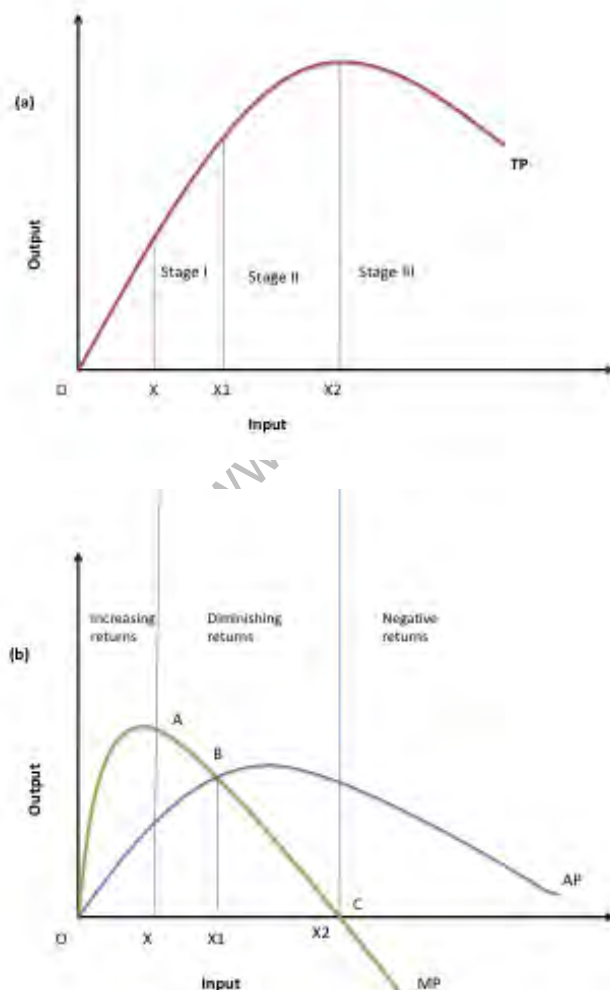 (a)
Output
TP
Stage I
Stage II
Stage III
O
X
X1
X2
Input
(b)
Output
Increasing
returns
Diminishing
returns
Negative
returns
A
B
C
AP
O
X
X1
X2
Input
MP